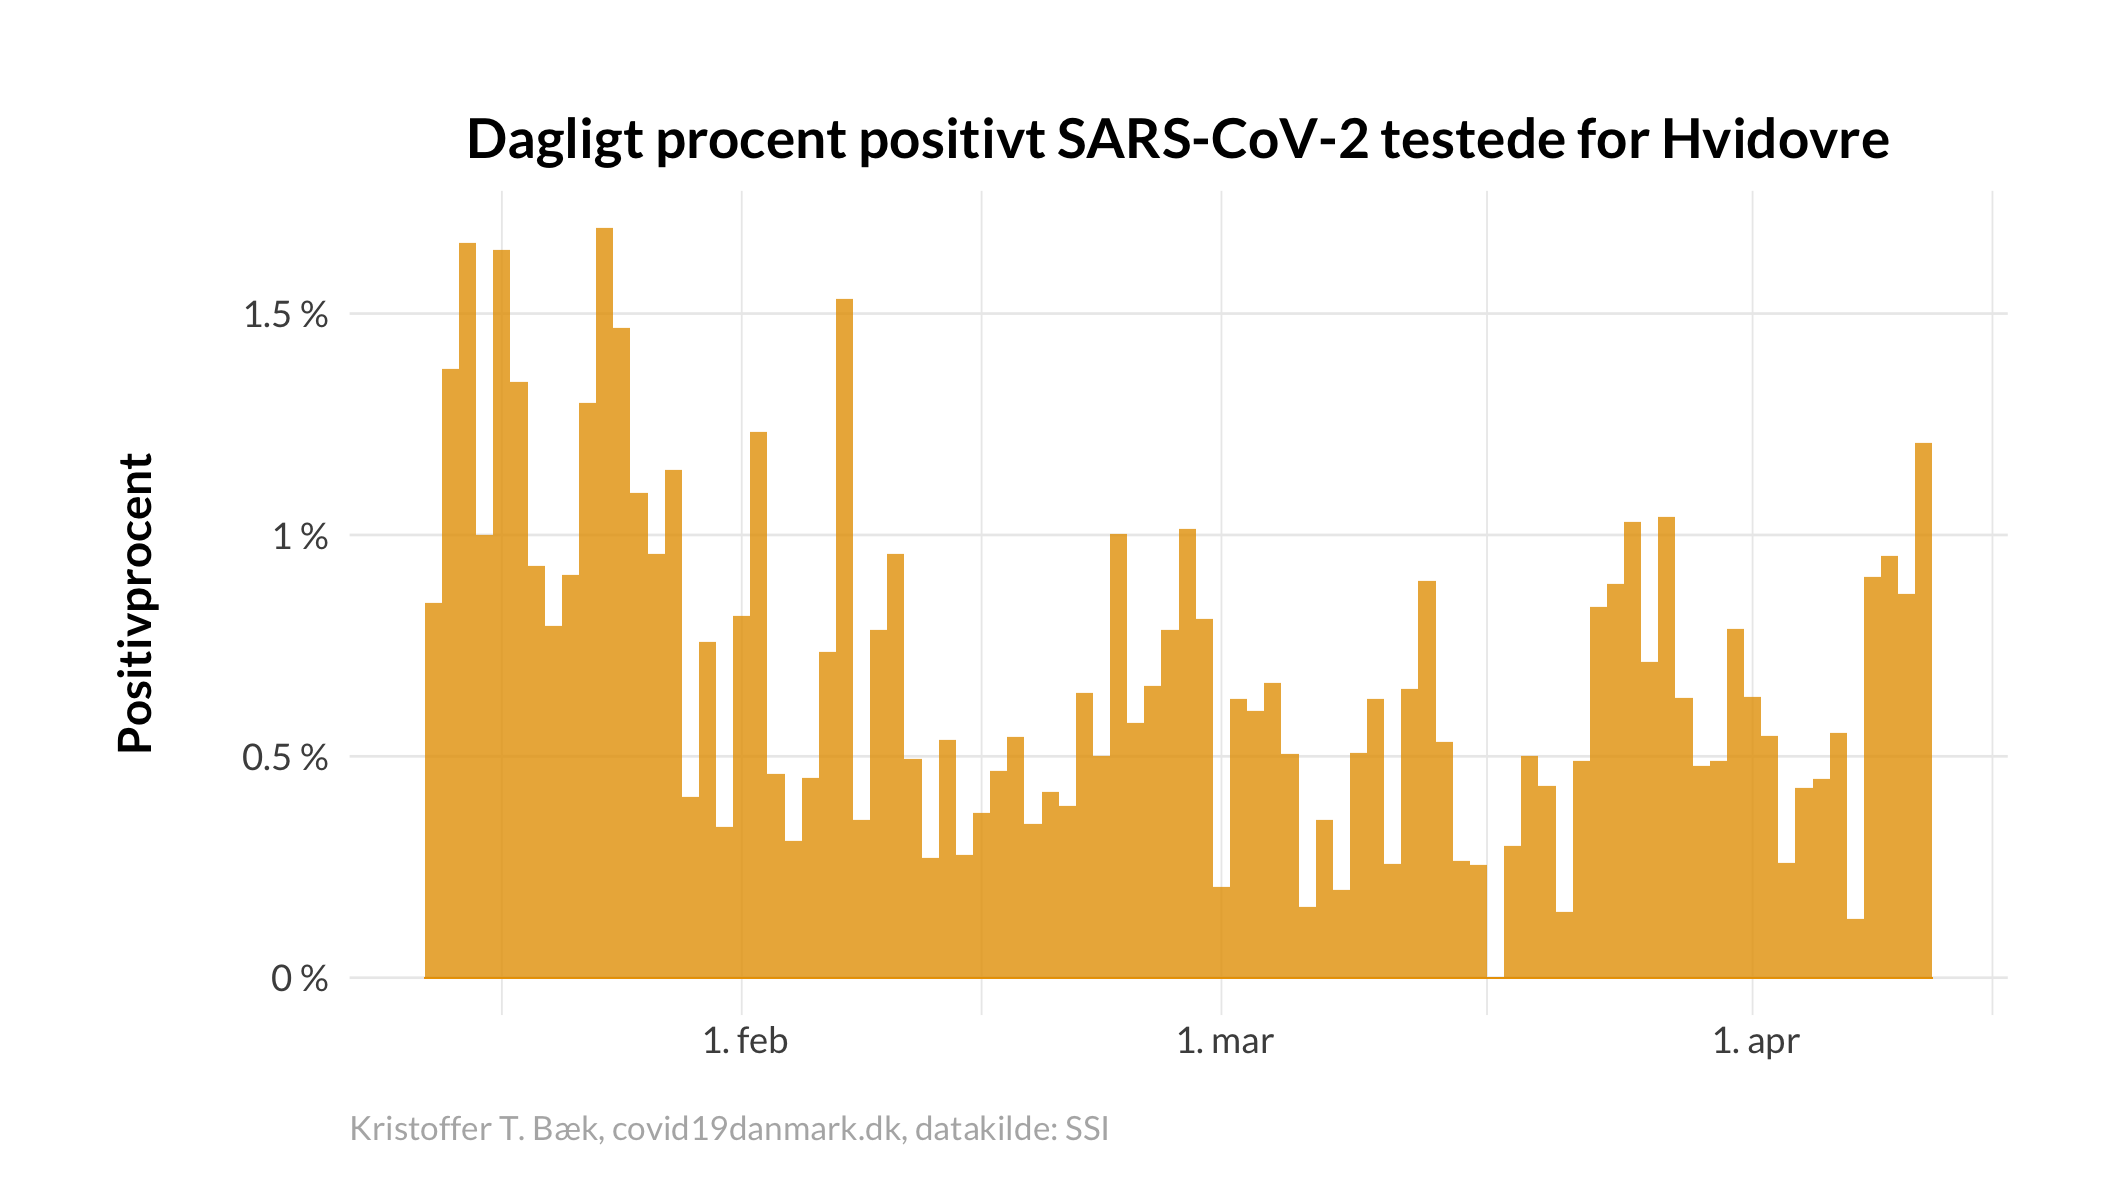 Dagligt procent positivt SARS-CoV-2 testede for Hvidovre
Positivprocent
1.5 %
1 %
0.5 %
0 %
1. feb
1. mar
1. apr
Kristoffer T. Bæk, covid19danmark.dk, datakilde: SSI